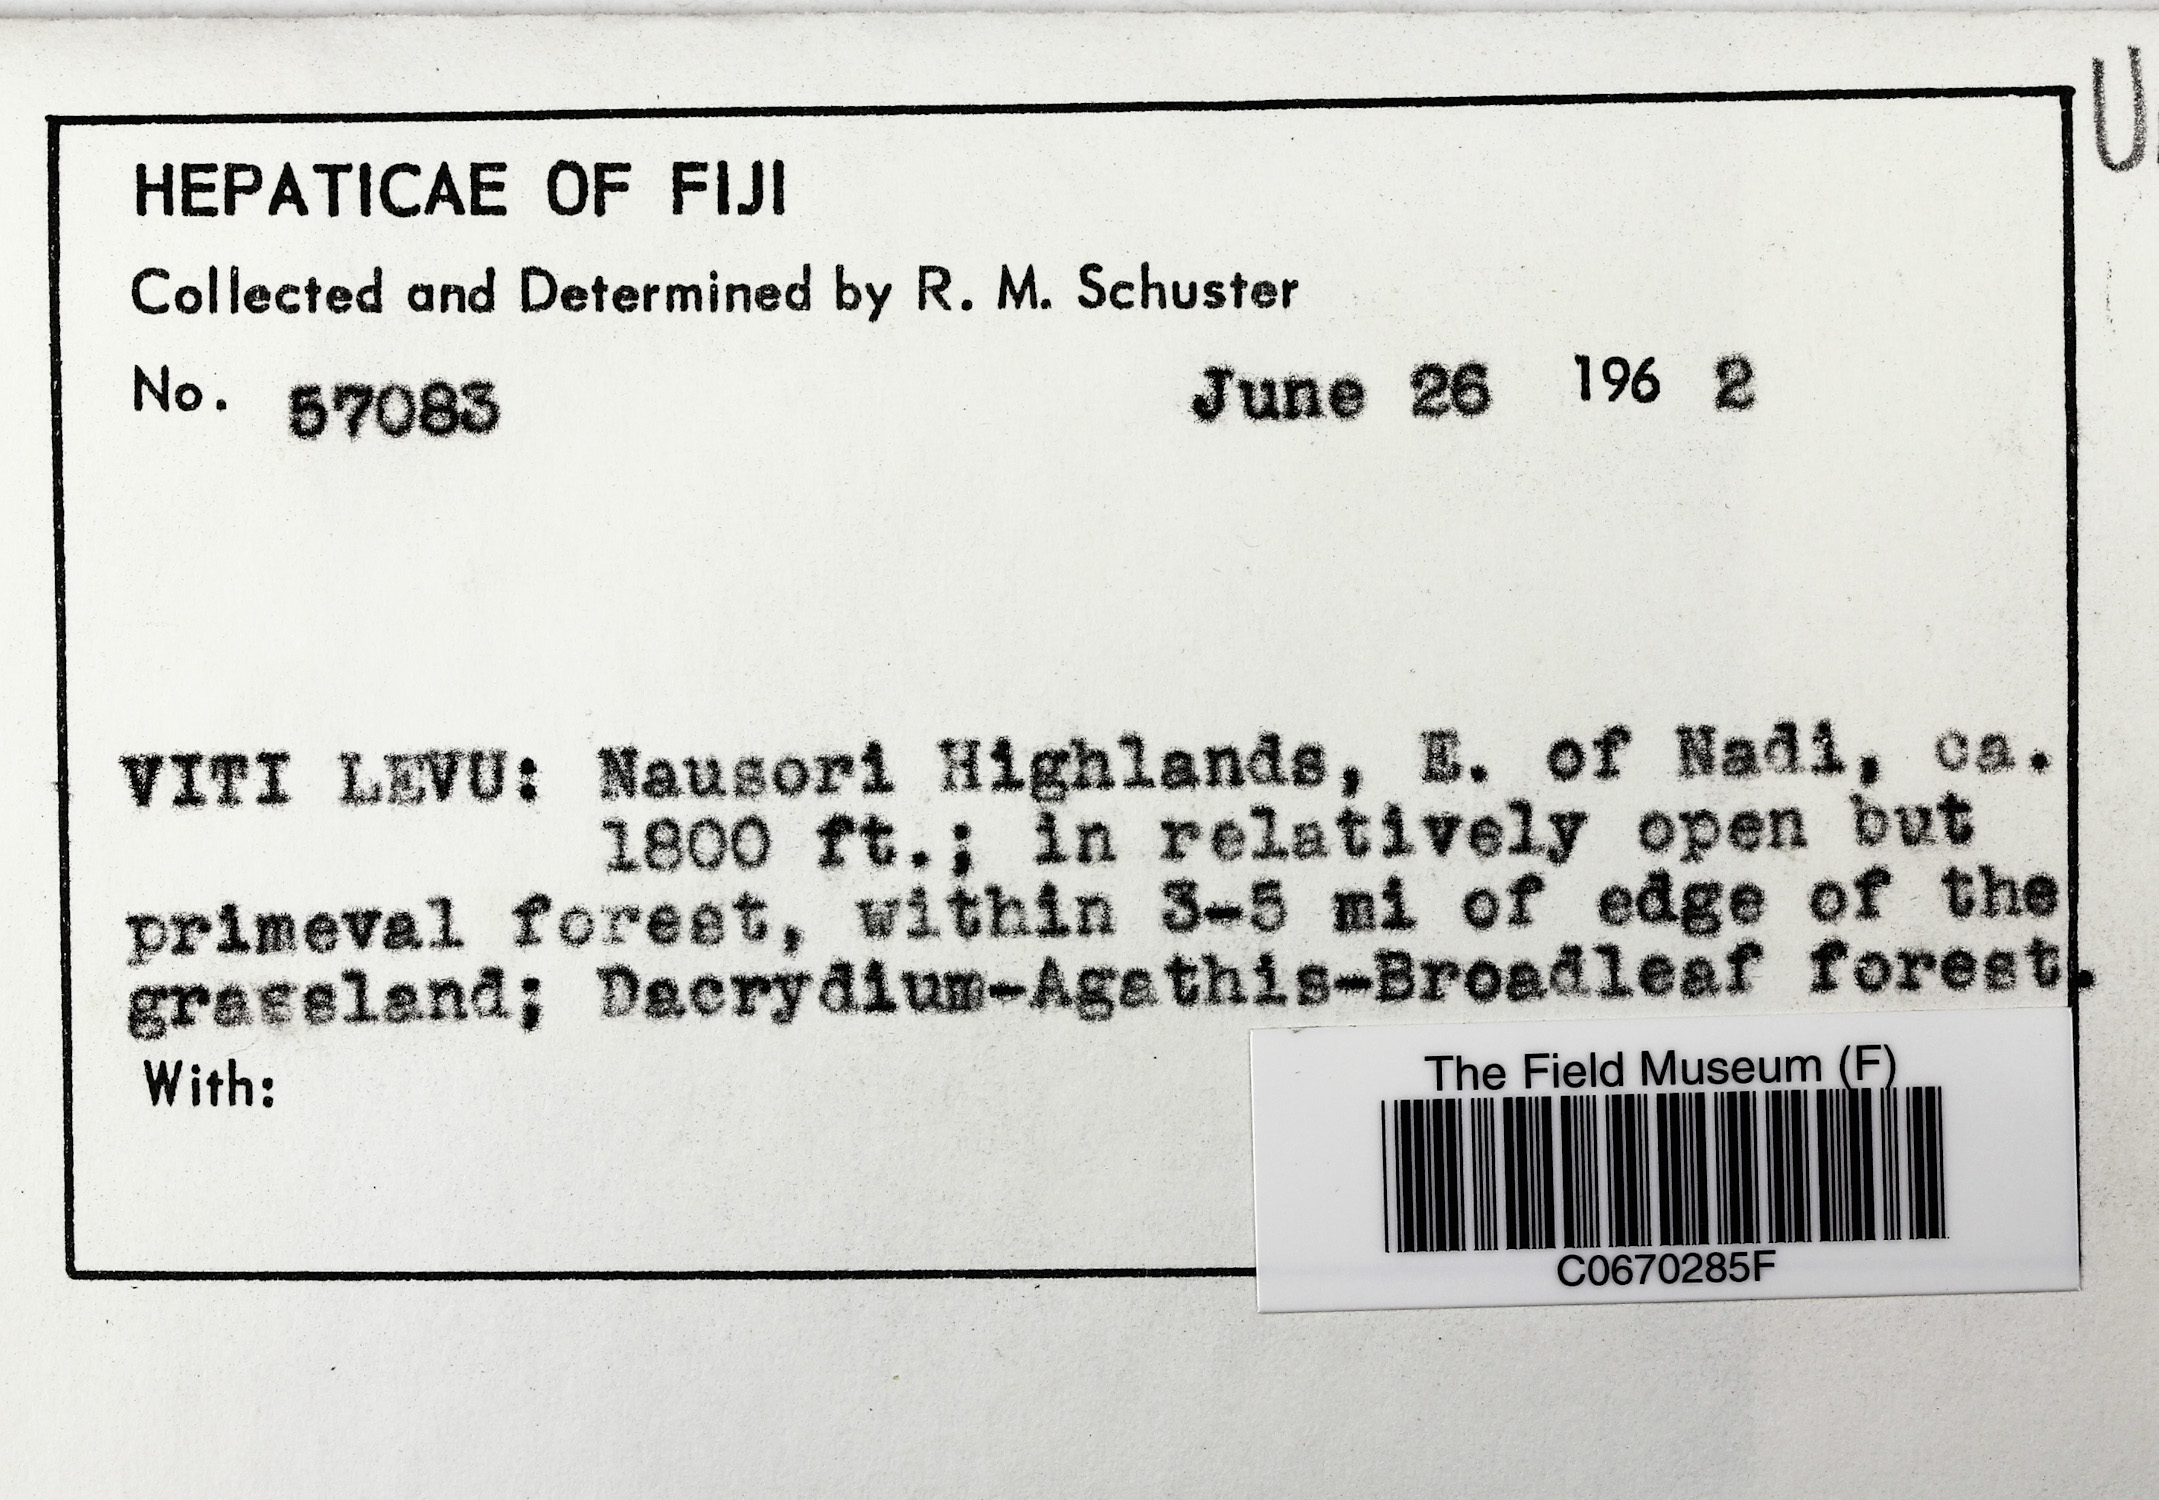 HEPATICAE OF FIJI
Collected and Determined by R. M. Schuster
No. 57083 June 26 196 2
VITI LEVU: Nausori Highlands, E. of Nadi, ca.
1800 ft.; in relatively open but
primeval forest, within 3-5 mi of edge of the
grassland; Dacrydium-Agathis-Broadleaf forest.
With:
The Field Museum (F)
C0670285F